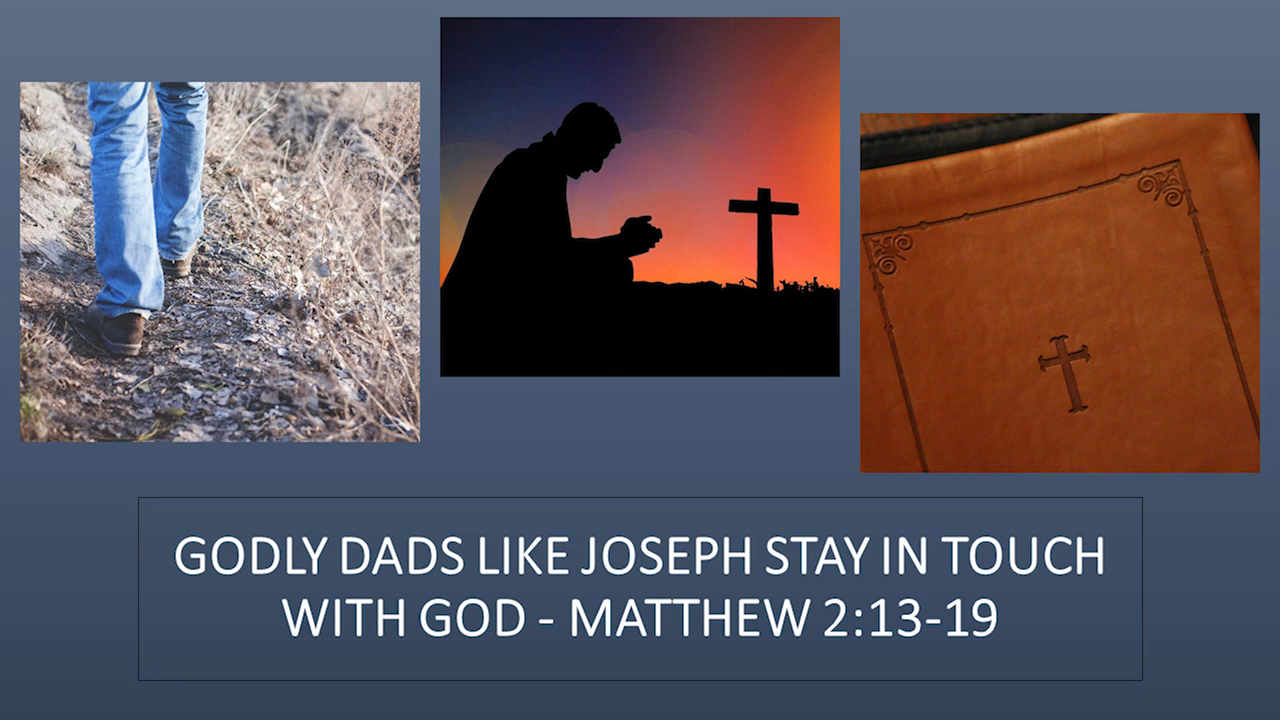 GODLY DADS LIKE JOSEPH STAY IN TOUCH
WITH GOD - MATTHEW 2:13-19